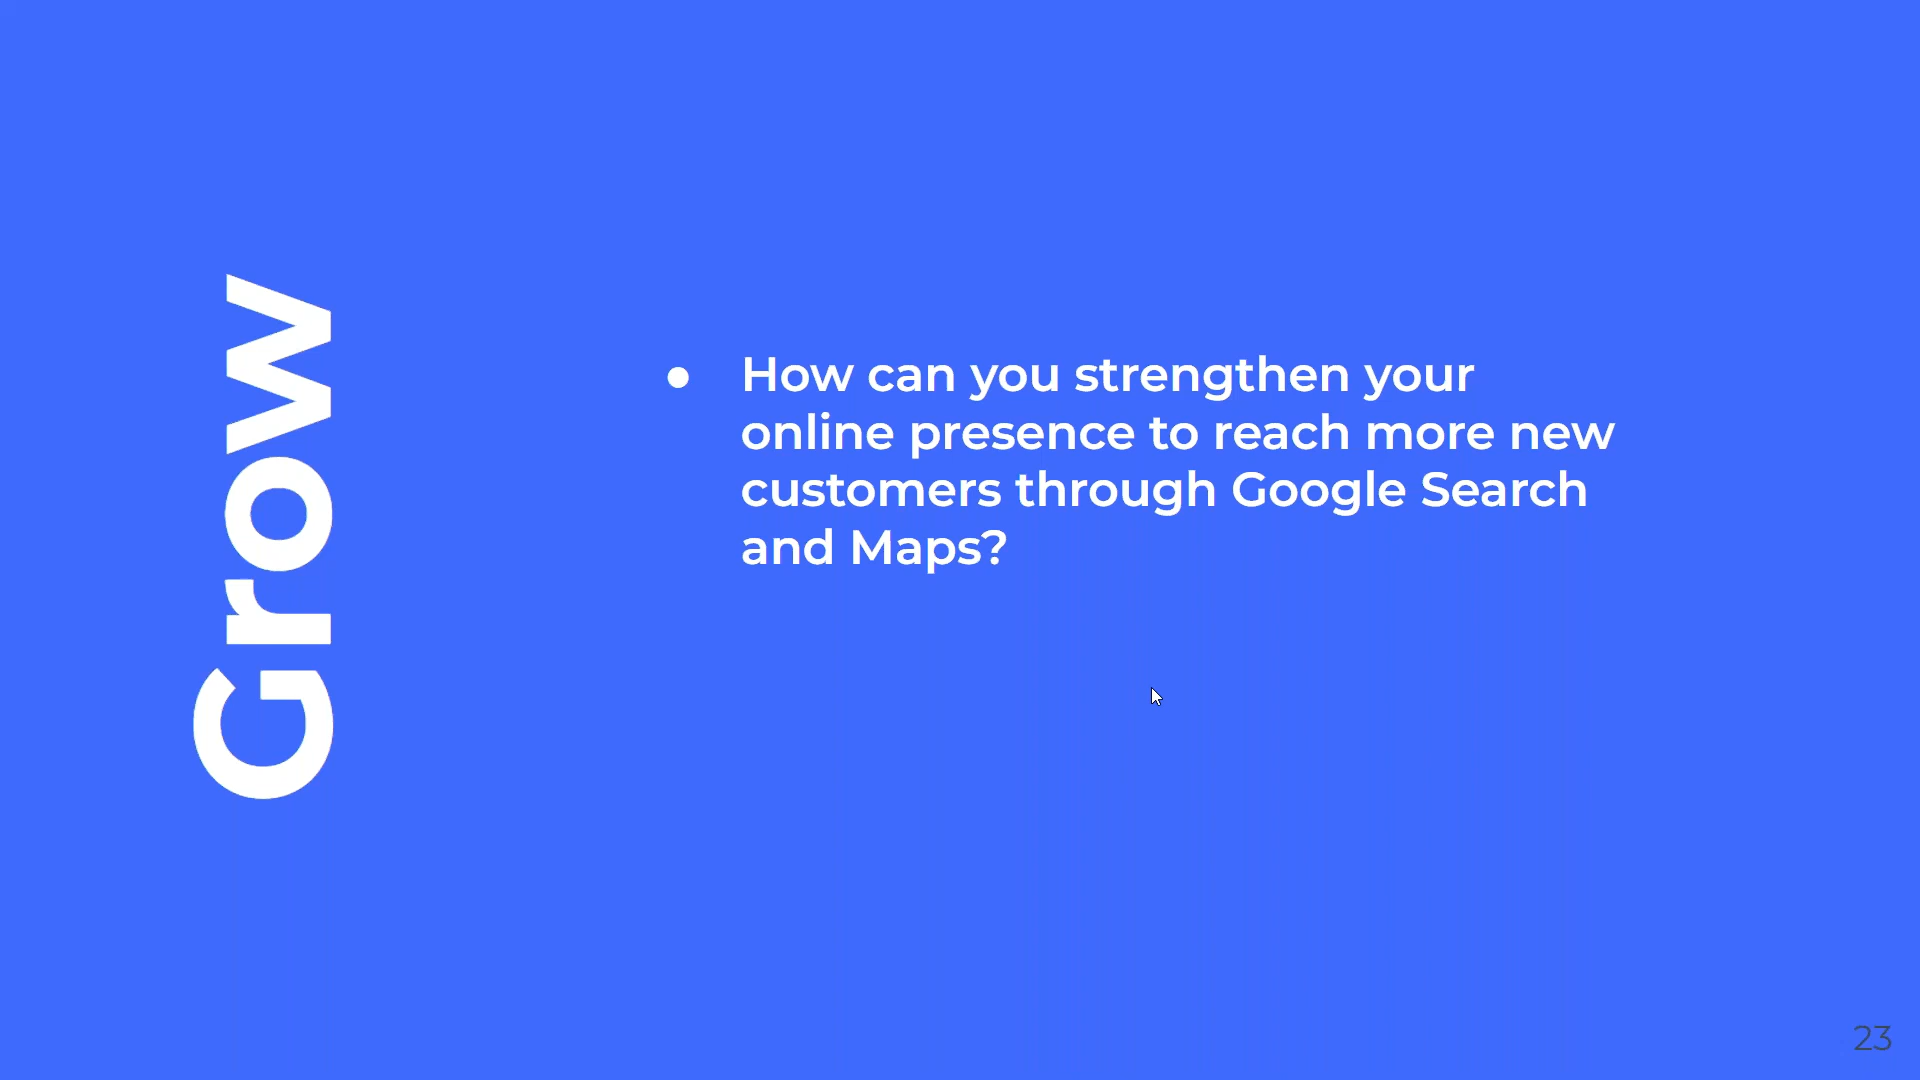 Grow
● How can you strengthen your
online presence to reach more new
customers through Google Search
and Maps?
23